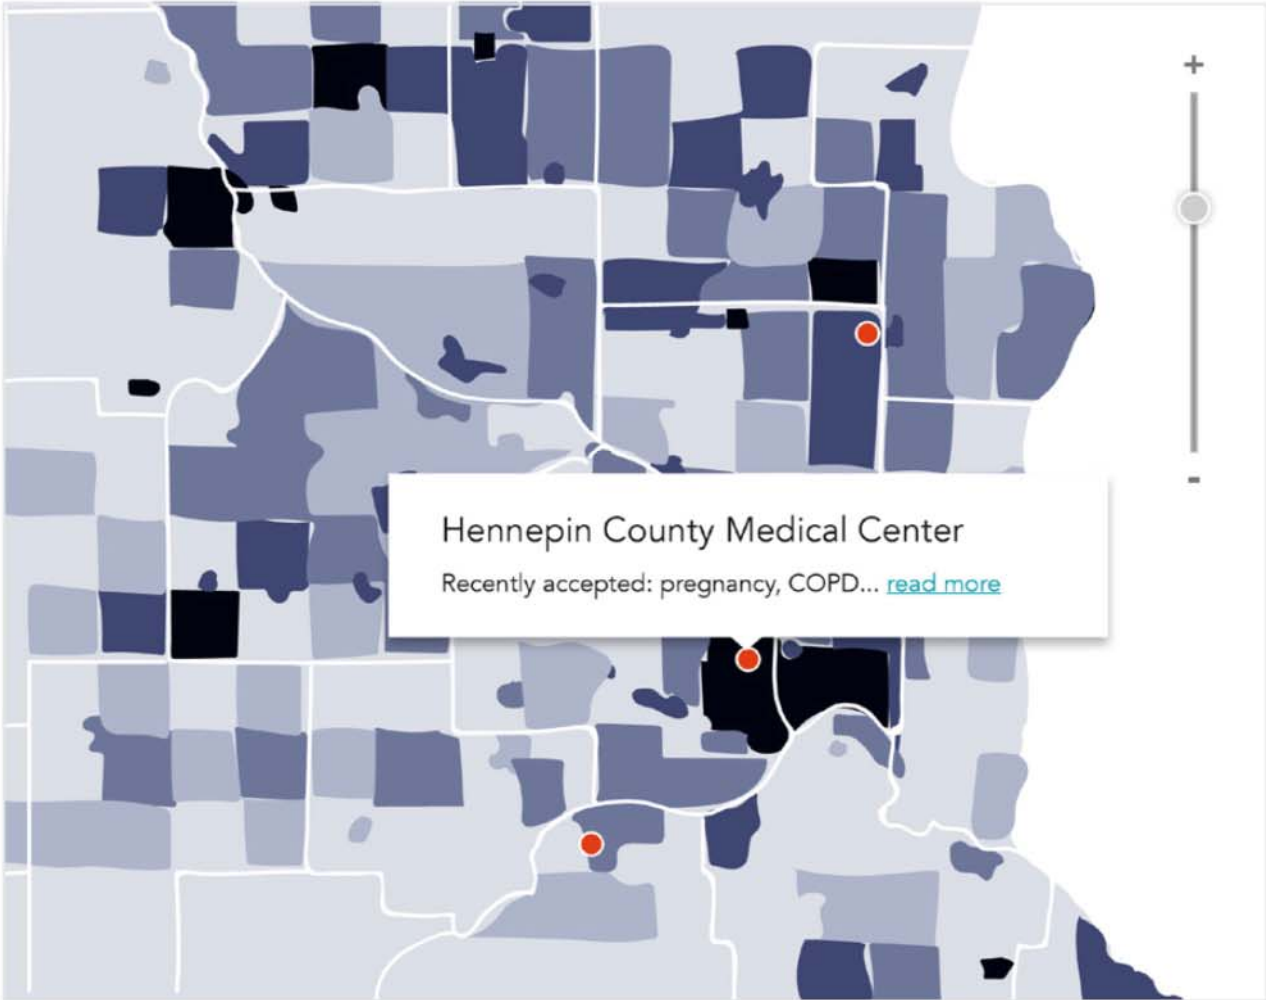 +
-
Hennepin County Medical Center
Recently accepted: pregnancy, COPD... read more